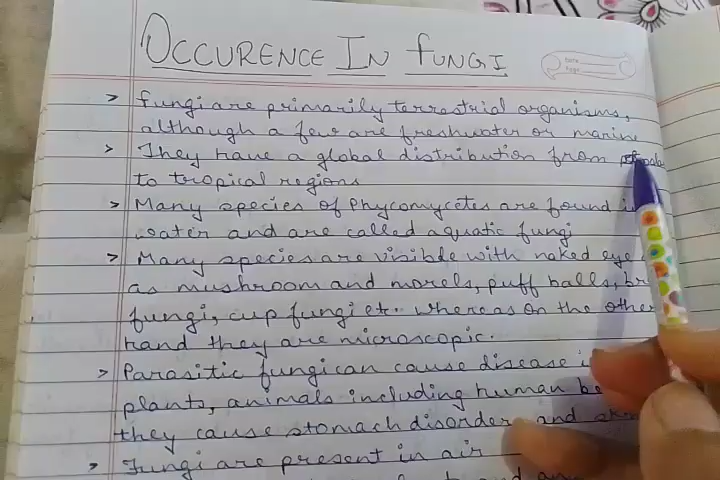 OCCURENCE IN FUNGI
> Fungi are primarily terrestrial organisms,
although a few are freshwater or marine
> They have a global distribution from
to tropical regions
> Many species of Phycomycetes are found in
water and are called aquatic fungi
> Many species are visible with naked eye
as mushroom and morels, puff balls,
fungi, cup fungi etc. whereas on the other
hand they are microscopic.
> Parasitic fungi can cause disease in
plants, animals including human
they cause stomach disorder and
> Fungi are present in air